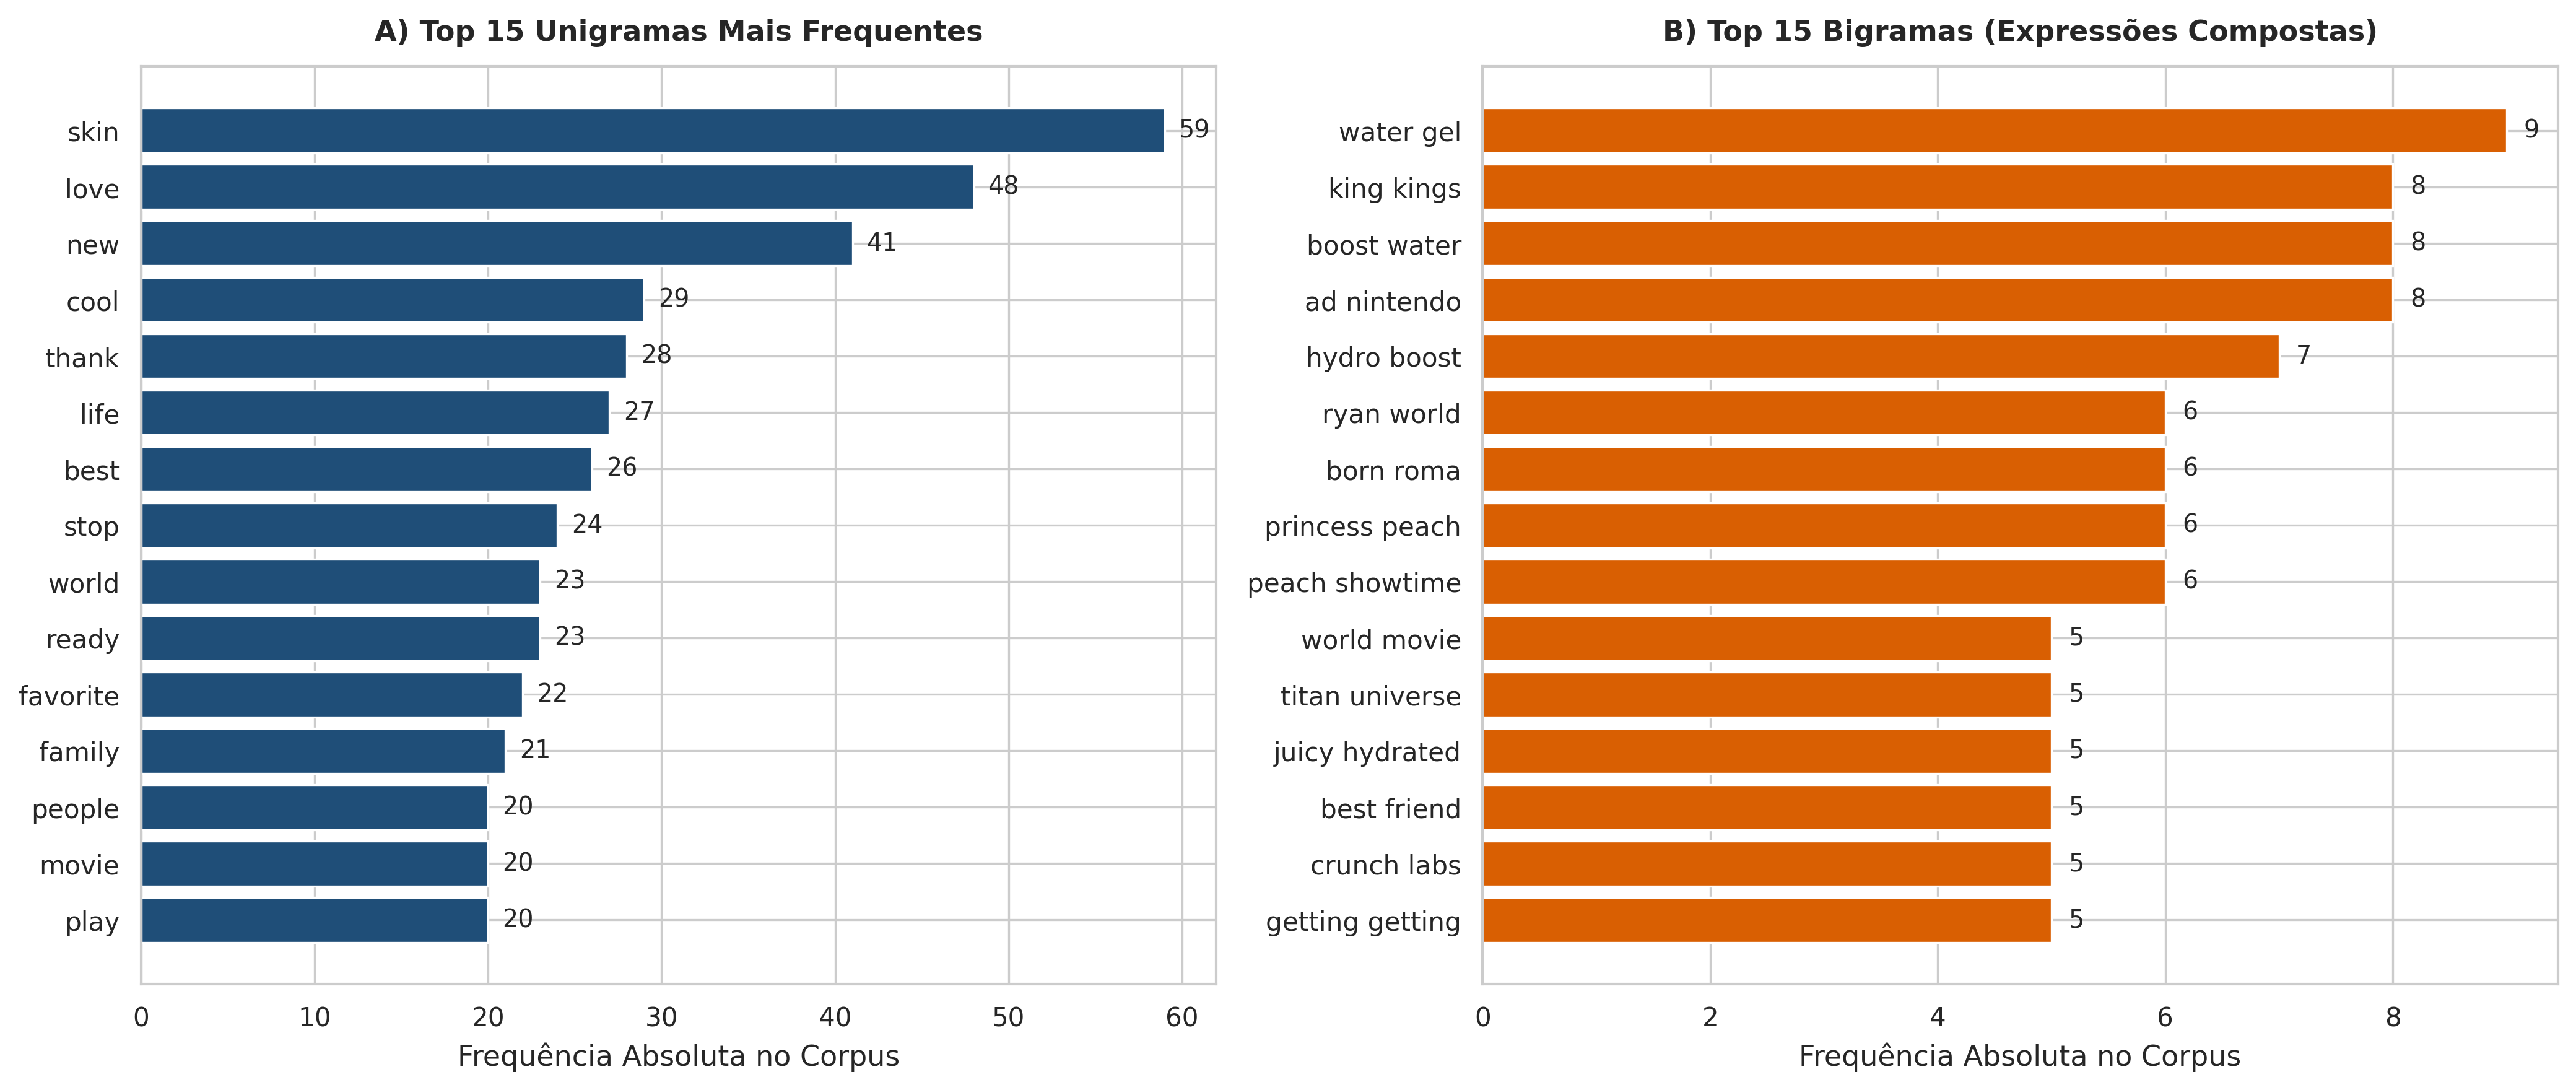 A) Top 15 Unigramas Mais Frequentes
skin 59
love 48
new 41
cool 29
thank 28
life 27
best 26
stop 24
world 23
ready 23
favorite 22
family 21
people 20
movie 20
play 20
0 10 20 30 40 50 60
Frequência Absoluta no Corpus
B) Top 15 Bigramas (Expressões Compostas)
water gel 9
king kings 8
boost water 8
ad nintendo 8
hydro boost 7
ryan world 6
born roma 6
princess peach 6
peach showtime 6
world movie 5
titan universe 5
juicy hydrated 5
best friend 5
crunch labs 5
getting getting 5
0 2 4 6 8
Frequência Absoluta no Corpus